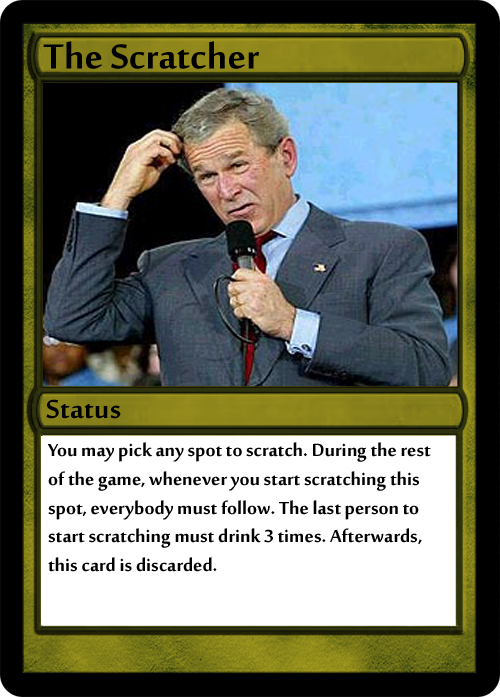 The Scratcher
Status
You may pick any spot to scratch. During the rest
of the game, whenever you start scratching this
spot, everybody must follow. The last person to
start scratching must drink 3 times. Afterwards,
this card is discarded.